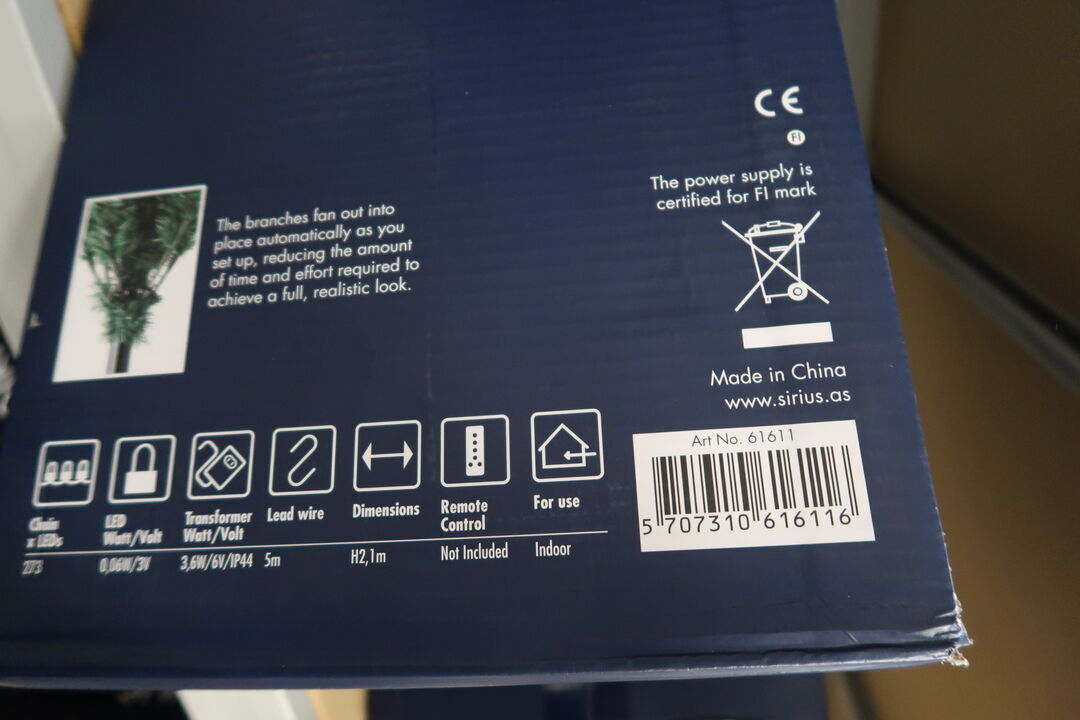 CE
FI
The power supply is
certified for FI mark
The branches fan out into
place automatically as you
set up, reducing the amount
of time and effort required to
achieve a full, realistic look.
Made in China
www.sirius.as
Chain
x LEDs
273
LED
Watt/Volt
0,06W/3V
Transformer
Watt/Volt
3,6W/6V/IP44
Lead wire
5m
Dimensions
H2,1m
Remote
Control
Not Included
For use
Indoor
Art No. 61611
5 707310 616116